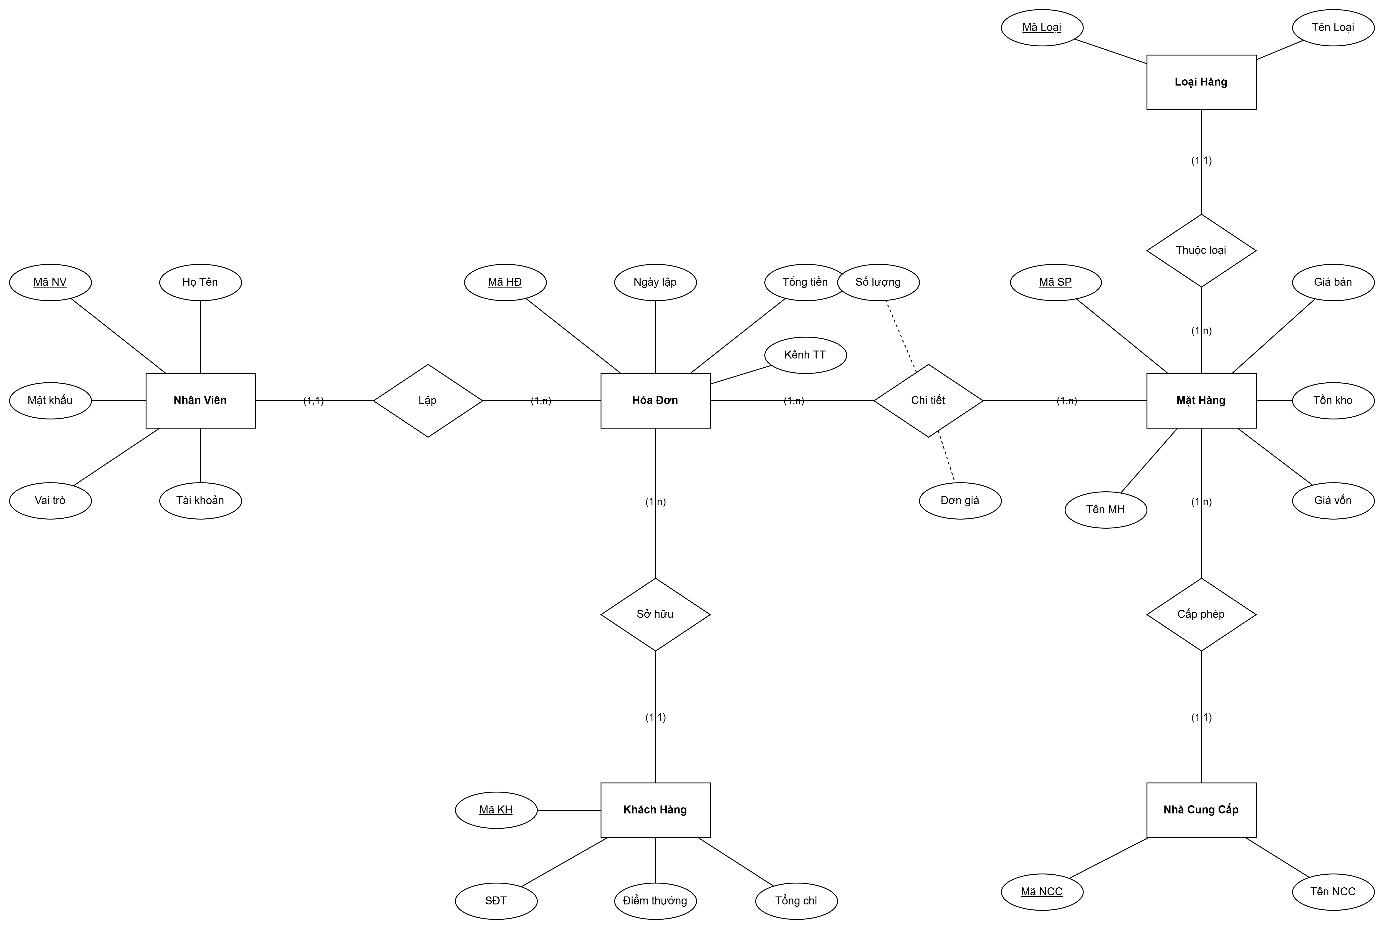 Mã Loại
Tên Loại
Loại Hàng
(1,1)
Thuộc loại
Mã NV
Họ Tên
Mã HĐ
Ngày lập
Tổng tiền
Số lượng
Mã SP
Giá bán
(1.n)
Kênh TT
Mật khẩu
Nhân Viên
(1,1)
Lập
(1.n)
Hóa Đơn
(1.n)
Chi tiết
(1.n)
Mặt Hàng
Tồn kho
Vai trò
Tài khoản
(1.n)
Đơn giá
Tên MH
(1.n)
Giá vốn
Sở hữu
Cấp phép
(1,1)
(1,1)
Mã KH
Khách Hàng
Nhà Cung Cấp
SĐT
Điểm thưởng
Tổng chi
Mã NCC
Tên NCC